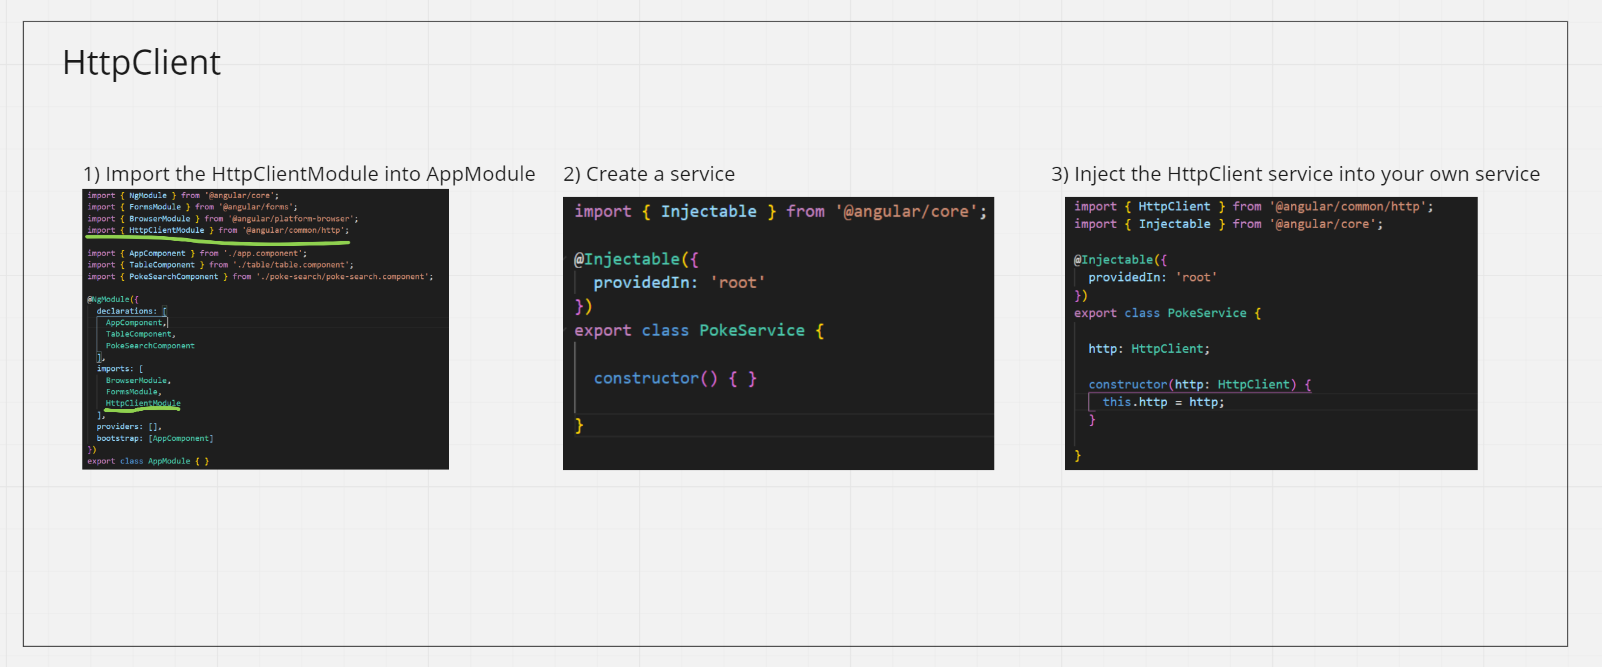 HttpClient
1) Import the HttpClientModule into AppModule
import { NgModule } from '@angular/core';
import { FormsModule } from '@angular/forms';
import { BrowserModule } from '@angular/platform-browser';
import { HttpClientModule } from '@angular/common/http';
import { AppComponent } from './app.component';
import { TableComponent } from './table/table.component';
import { PokeSearchComponent } from './poke-search/poke-search.component';
@NgModule({
declarations: [
AppComponent,
TableComponent,
PokeSearchComponent
],
imports: [
BrowserModule,
FormsModule,
HttpClientModule
],
providers: [],
bootstrap: [AppComponent]
})
export class AppModule { }
2) Create a service
import { Injectable } from '@angular/core';
@Injectable({
providedIn: 'root'
})
export class PokeService {
constructor() { }
}
3) Inject the HttpClient service into your own service
import { HttpClient } from '@angular/common/http';
import { Injectable } from '@angular/core';
@Injectable({
providedIn: 'root'
})
export class PokeService {
http: HttpClient;
constructor(http: HttpClient) {
this.http = http;
}
}